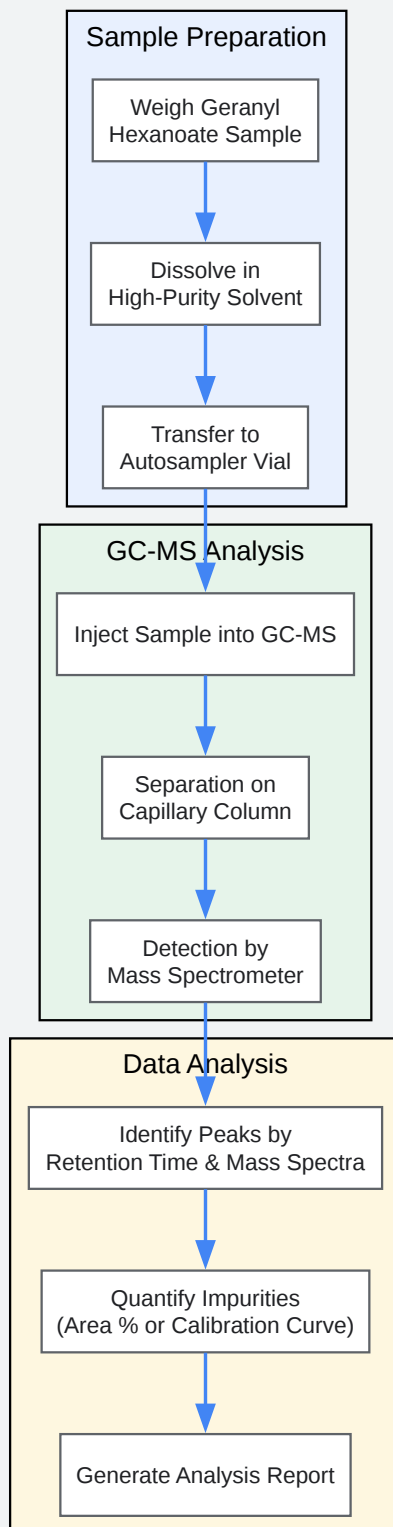 Sample Preparation
Weigh Geranyl
Hexanoate Sample
Dissolve in
High-Purity Solvent
Transfer to
Autosampler Vial
GC-MS Analysis
Inject Sample into GC-MS
Separation on
Capillary Column
Detection by
Mass Spectrometer
Data Analysis
Identify Peaks by
Retention Time & Mass Spectra
Quantify Impurities
(Area % or Calibration Curve)
Generate Analysis Report